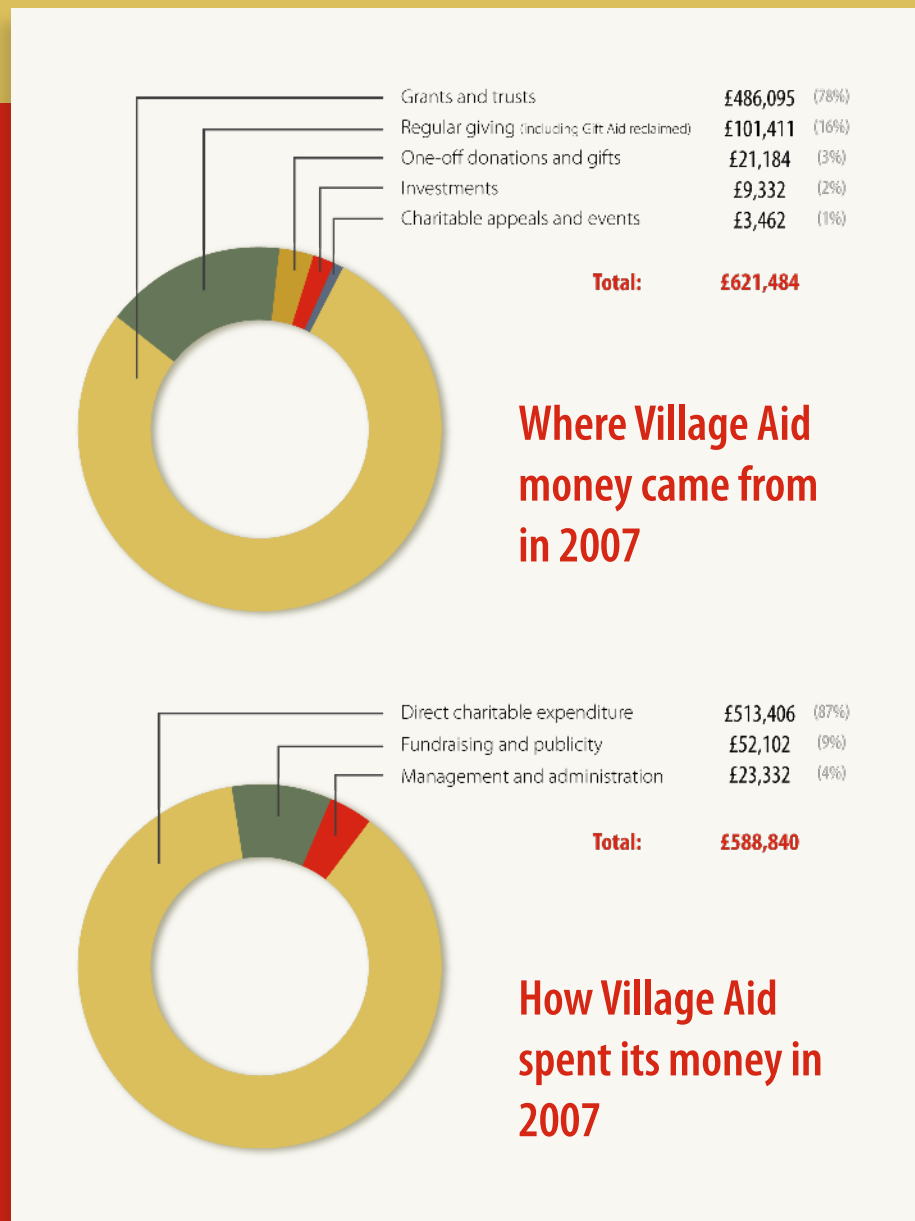 Grants and trusts £486,095 (78%)
Regular giving (including Gift Aid reclaimed) £101,411 (16%)
One-off donations and gifts £21,184 (3%)
Investments £9,332 (2%)
Charitable appeals and events £3,462 (1%)
Total: £621,484
Where Village Aid
money came from
in 2007
Direct charitable expenditure £513,406 (87%)
Fundraising and publicity £52,102 (9%)
Management and administration £23,332 (4%)
Total: £588,840
How Village Aid
spent its money in
2007